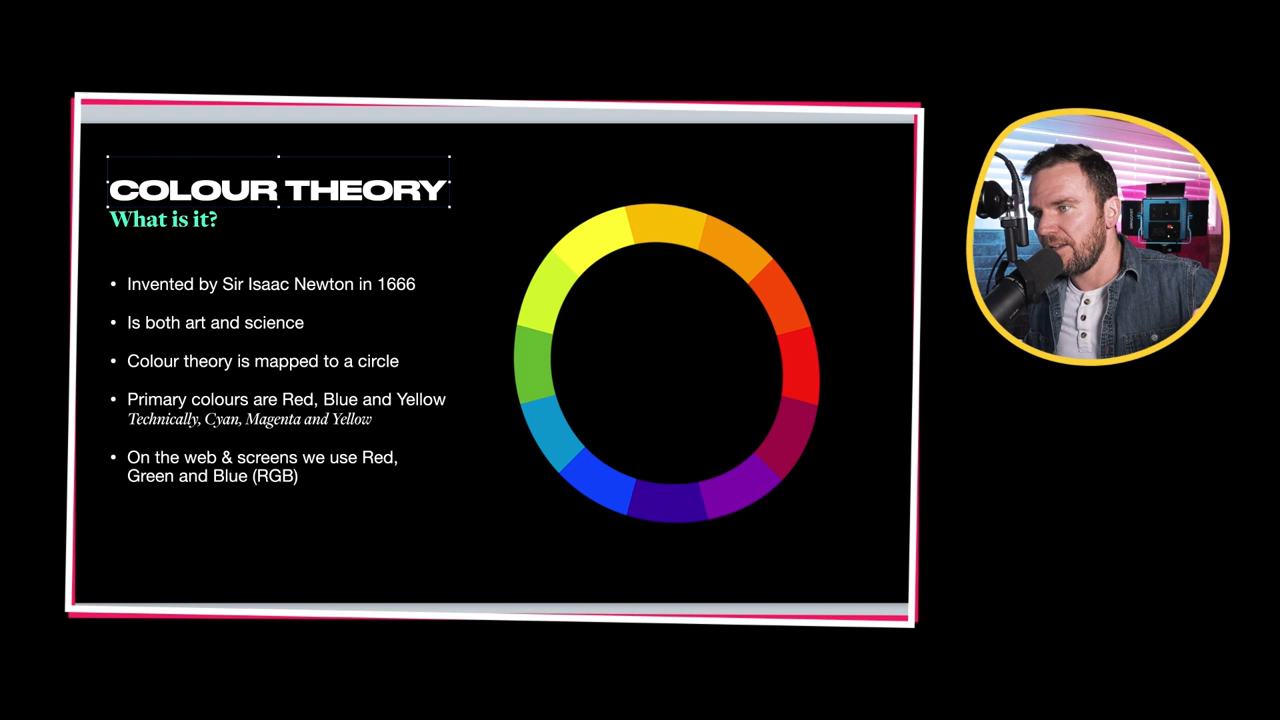 COLOUR THEORY
What is it?
• Invented by Sir Isaac Newton in 1666
• Is both art and science
• Colour theory is mapped to a circle
• Primary colours are Red, Blue and Yellow
Technically, Cyan, Magenta and Yellow
• On the web & screens we use Red,
Green and Blue (RGB)